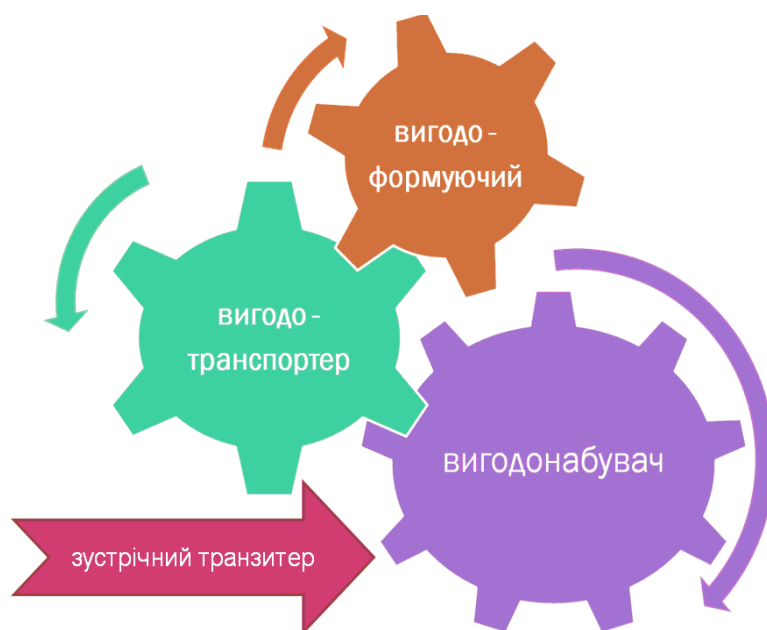 вигодо -
формуючий
вигодо -
транспортер
вигодонабувач
зустрічний транзитер